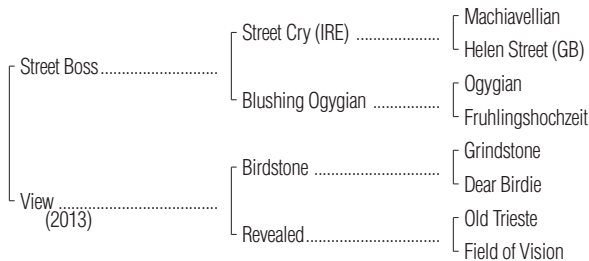 Machiavellian
Street Cry (IRE) ..................
Helen Street (GB)
Street Boss.........................
Ogygian
Blushing Ogygian ..............
Fruhlingshochzeit
Grindstone
Birdstone ...........................
Dear Birdie
View ..................................
(2013)
Old Trieste
Revealed.............................
Field of Vision